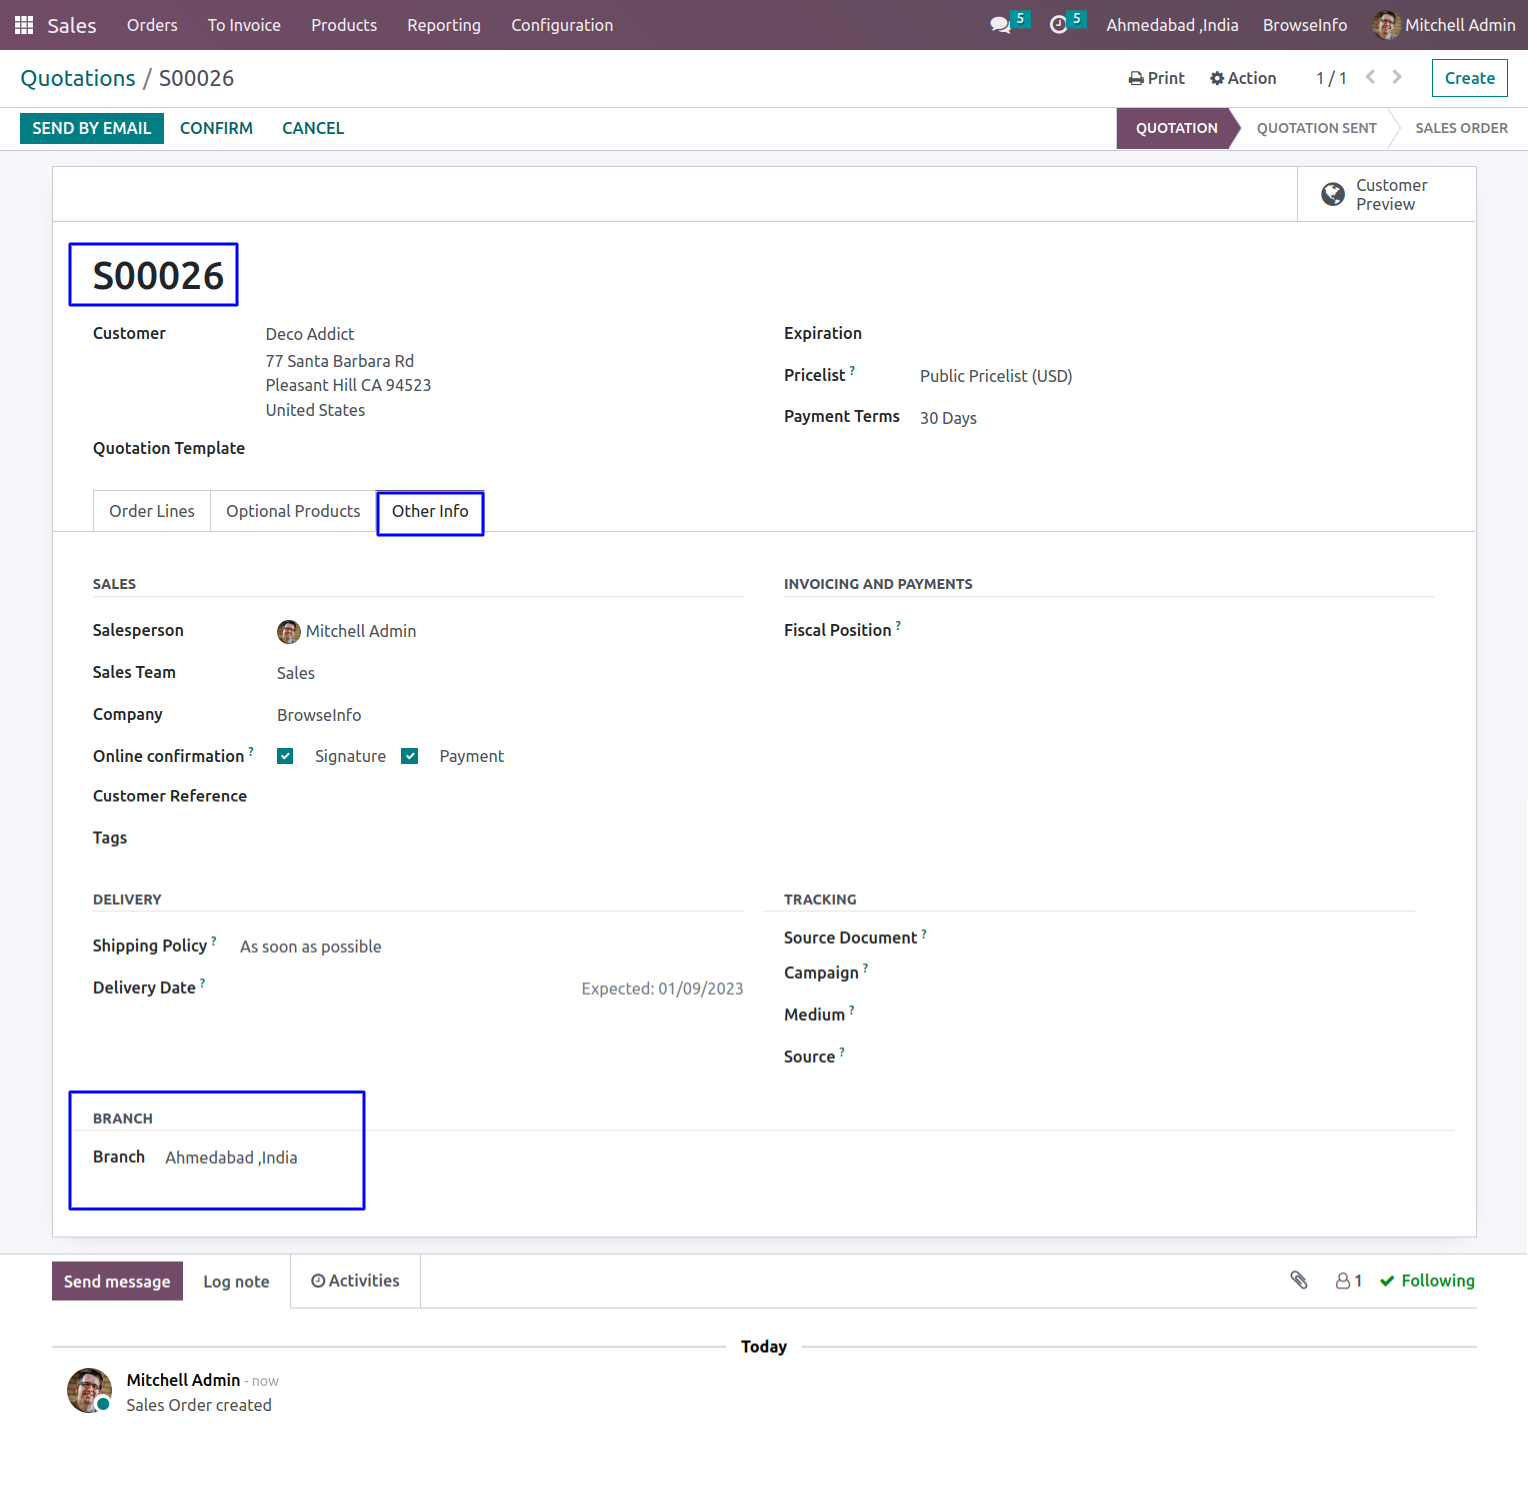 Sales Orders To Invoice Products Reporting Configuration 5 5 Ahmedabad ,India BrowseInfo Mitchell Admin
Quotations / S00026 Print Action 1 / 1 Create
SEND BY EMAIL CONFIRM CANCEL QUOTATION QUOTATION SENT SALES ORDER
Customer
Preview
S00026
Customer Deco Addict Expiration
77 Santa Barbara Rd
Pleasant Hill CA 94523
United States
Pricelist ? Public Pricelist (USD)
Payment Terms 30 Days
Quotation Template
Order Lines Optional Products Other Info
SALES INVOICING AND PAYMENTS
Salesperson Mitchell Admin Fiscal Position ?
Sales Team Sales
Company BrowseInfo
Online confirmation ? Signature Payment
Customer Reference
Tags
DELIVERY TRACKING
Shipping Policy ? As soon as possible Source Document ?
Campaign ?
Delivery Date ? Expected: 01/09/2023
Medium ?
Source ?
BRANCH
Branch Ahmedabad ,India
Send message Log note Activities 1 Following
Today
Mitchell Admin - now
Sales Order created